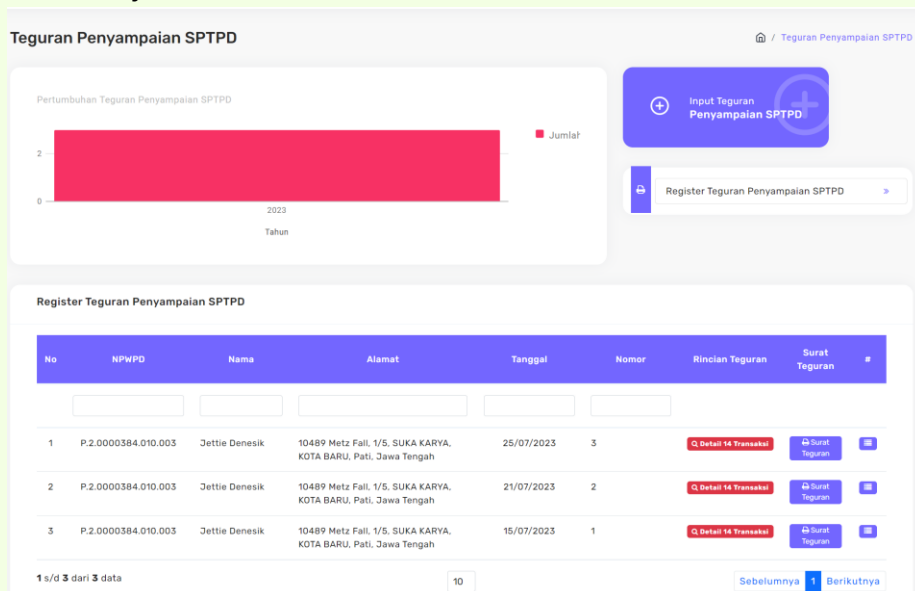 Teguran Penyampaian SPTPD
/ Teguran Penyampaian SPTPD
Pertumbuhan Teguran Penyampaian SPTPD
2
0
2023
Tahun
Jumlah
Input Teguran
Penyampaian SPTPD
Register Teguran Penyampaian SPTPD »
Register Teguran Penyampaian SPTPD
No NPWPD Nama Alamat Tanggal Nomor Rincian Teguran Surat Teguran #
1 P.2.0000384.010.003 Jettie Denesik 10489 Metz Fall, 1/5, SUKA KARYA, 25/07/2023 3 Detail 14 Transaksi Surat
KOTA BARU, Pati, Jawa Tengah Teguran
2 P.2.0000384.010.003 Jettie Denesik 10489 Metz Fall, 1/5, SUKA KARYA, 21/07/2023 2 Detail 14 Transaksi Surat
KOTA BARU, Pati, Jawa Tengah Teguran
3 P.2.0000384.010.003 Jettie Denesik 10489 Metz Fall, 1/5, SUKA KARYA, 15/07/2023 1 Detail 14 Transaksi Surat
KOTA BARU, Pati, Jawa Tengah Teguran
1 s/d 3 dari 3 data 10 Sebelumnya 1 Berikutnya